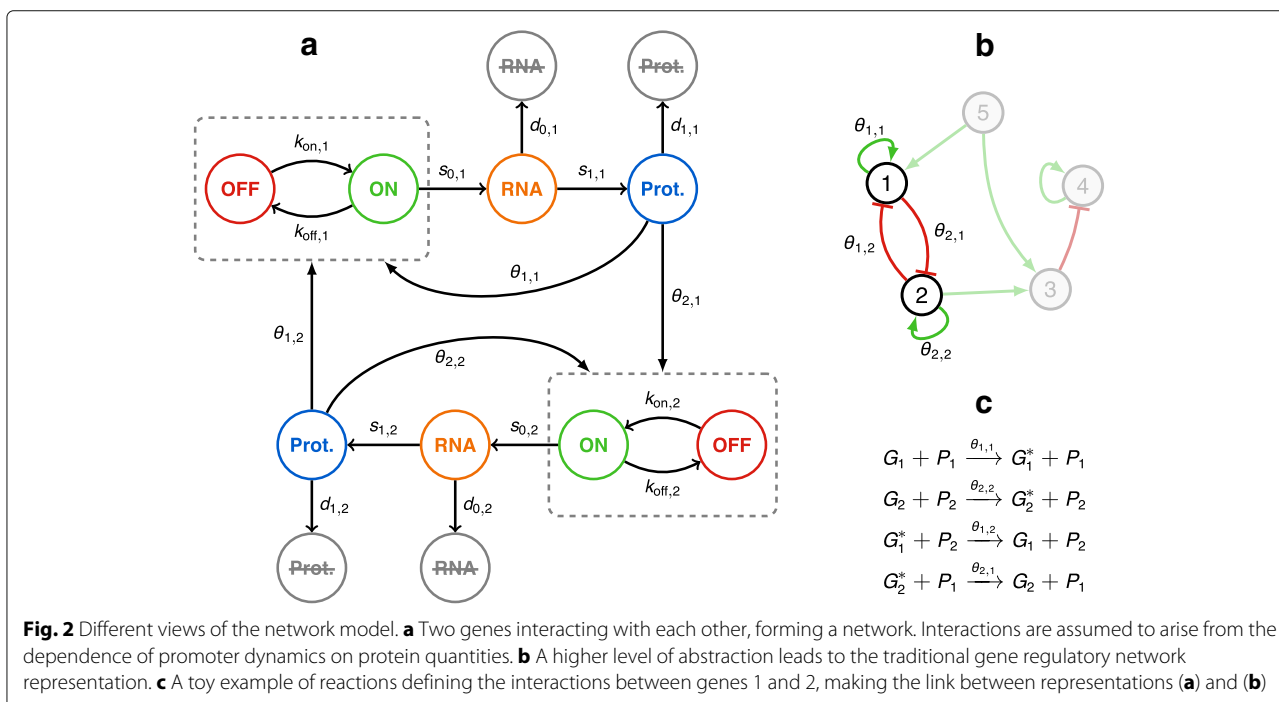 a
RNA
Prot.
d0,1
d1,1
kon,1
OFF
ON
s0,1
RNA
s1,1
Prot.
koff,1
θ1,1
θ2,1
θ1,2
θ2,2
kon,2
Prot.
s1,2
RNA
s0,2
ON
OFF
koff,2
d1,2
d0,2
Prot.
RNA
b
5
θ1,1
1
4
θ1,2
θ2,1
2
3
θ2,2
c
G1 + P1 —θ1,1→ G1* + P1
G2 + P2 —θ2,2→ G2* + P2
G1* + P2 —θ1,2→ G1 + P2
G2* + P1 —θ2,1→ G2 + P1
Fig. 2 Different views of the network model. a Two genes interacting with each other, forming a network. Interactions are assumed to arise from the
dependence of promoter dynamics on protein quantities. b A higher level of abstraction leads to the traditional gene regulatory network
representation. c A toy example of reactions defining the interactions between genes 1 and 2, making the link between representations (a) and (b)